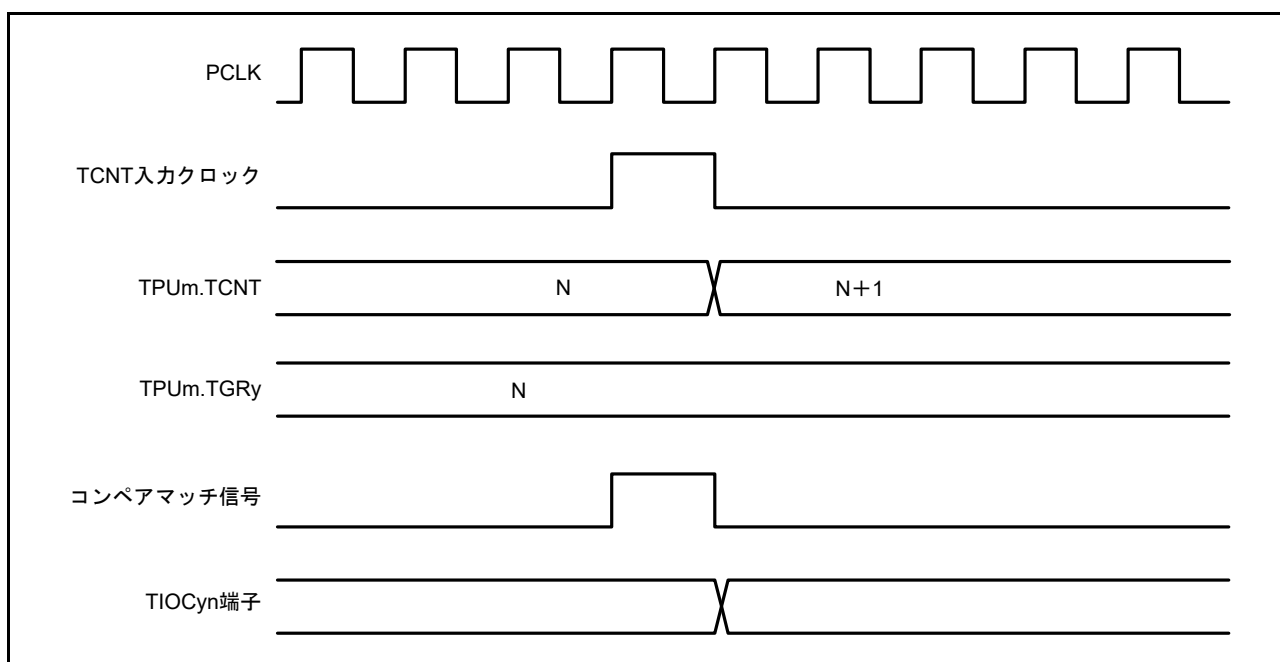 PCLK
TCNT入力クロック
TPUm.TCNT
N
N+1
TPUm.TGRy
N
コンペアマッチ信号
TIOCyn端子